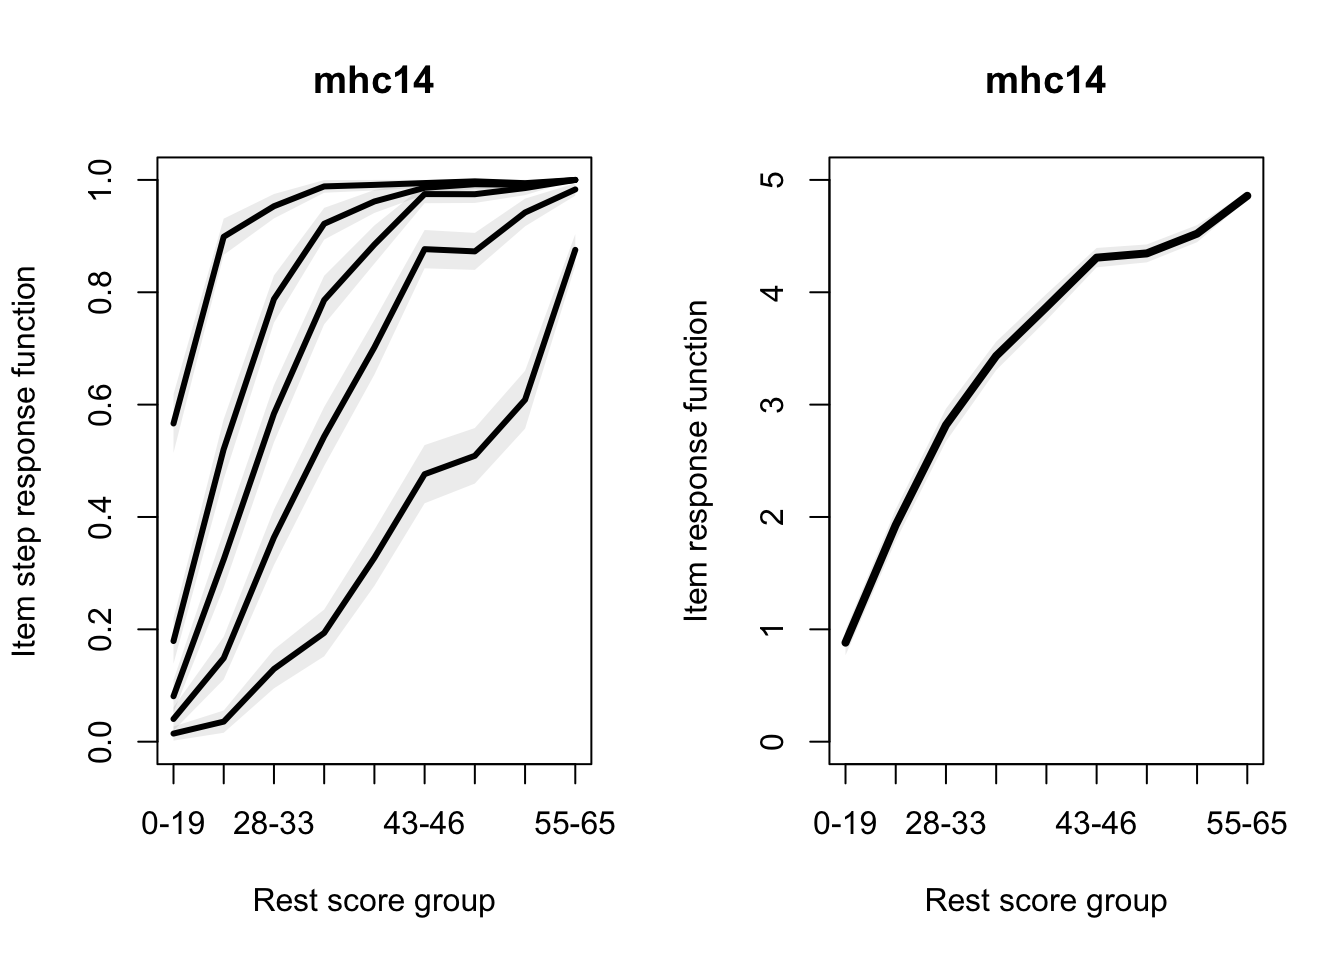 mhc14
Item step response function
1.0
0.8
0.6
0.4
0.2
0.0
0-19 28-33 43-46 55-65
Rest score group
mhc14
Item response function
5
4
3
2
1
0
0-19 28-33 43-46 55-65
Rest score group